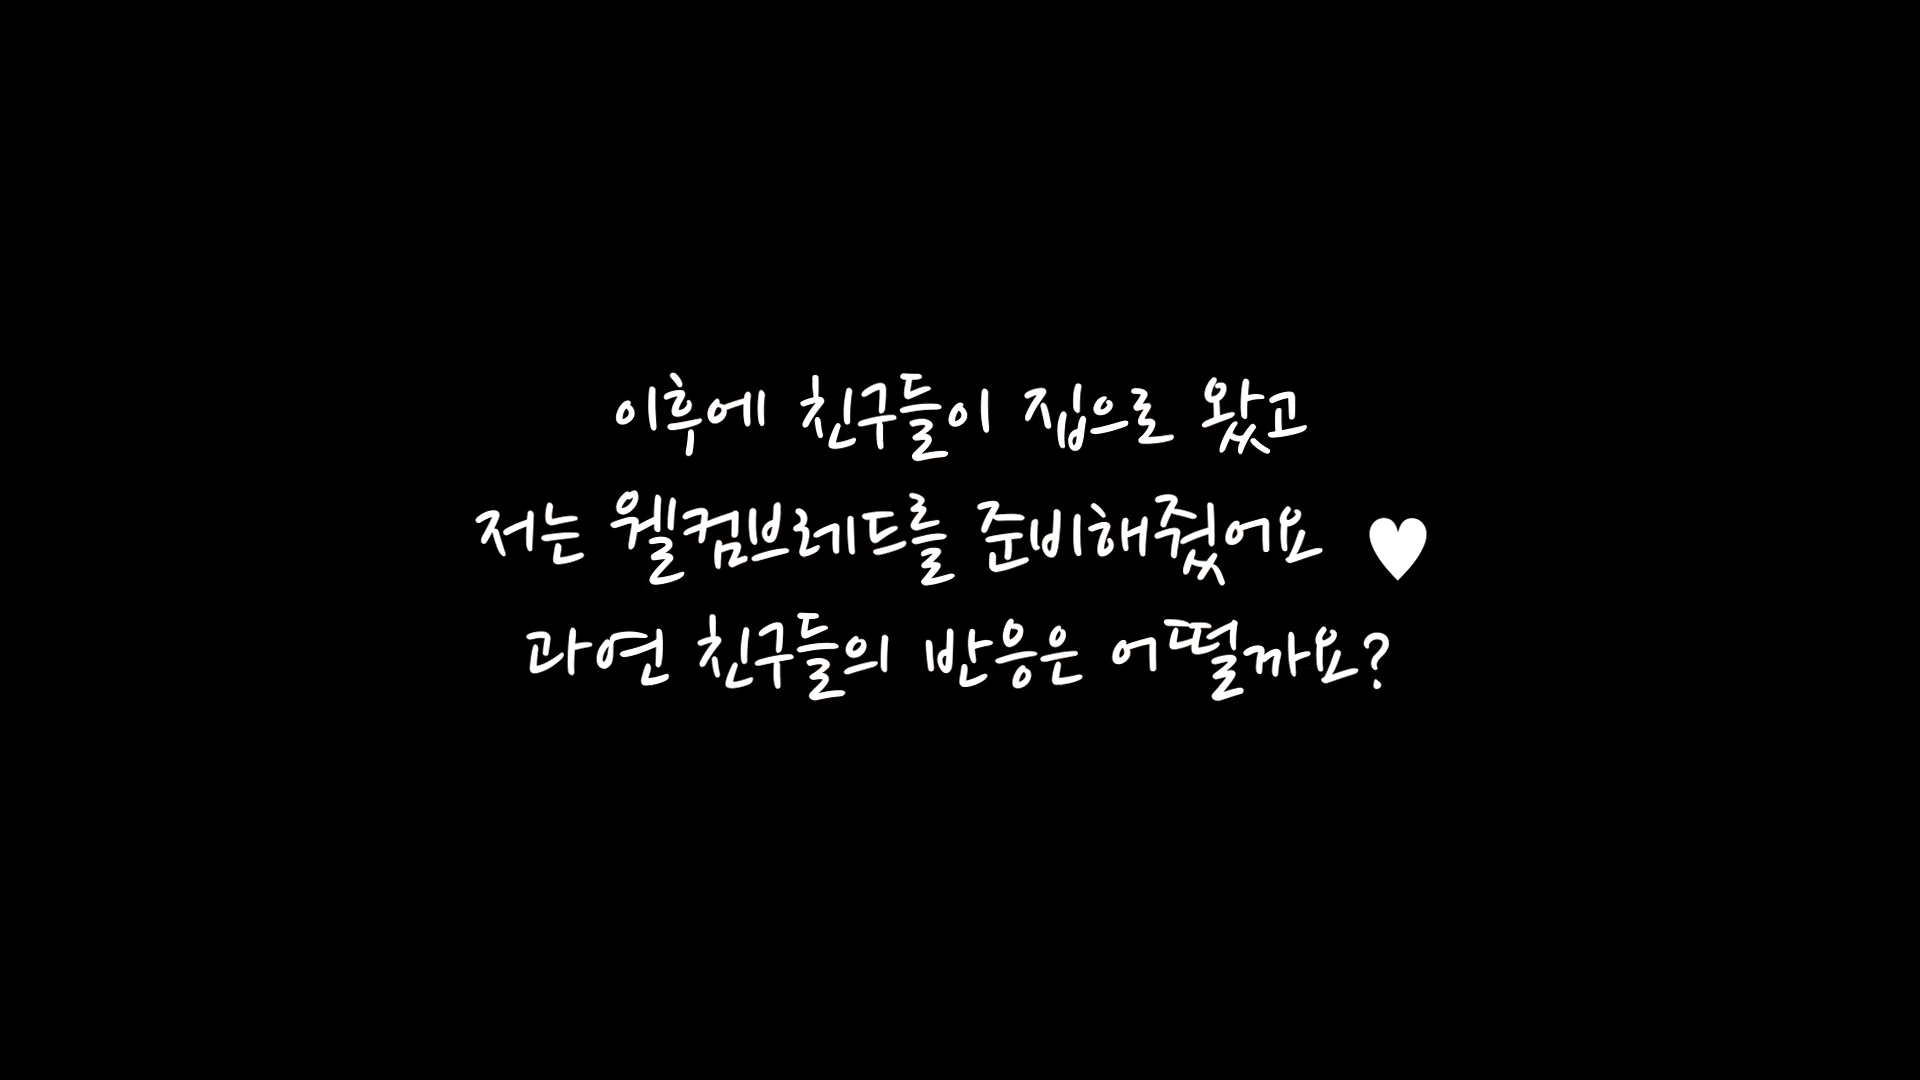 이후에 친구들이 집으로 왔고
저는 웰컴브레드를 준비해줬어요 ♥
과연 친구들의 반응은 어떨까요?